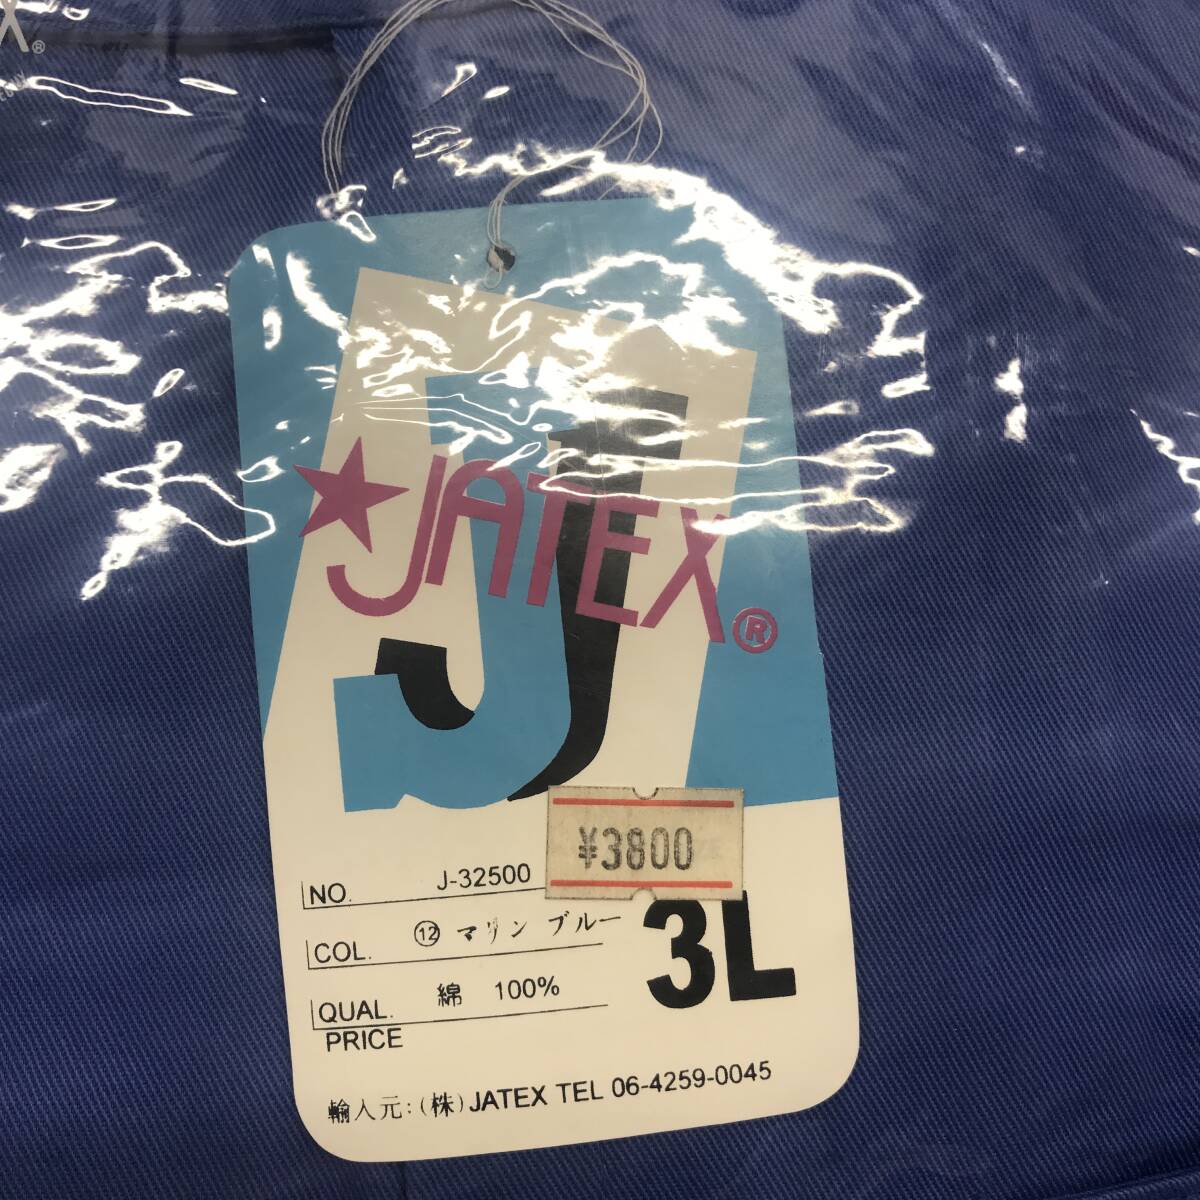 X®
JATEX®
¥3800
NO. J-32500
COL. ⑫ マリン ブルー
3L
QUAL. 綿 100%
PRICE
輸入元:(株)JATEX TEL 06-4259-0045